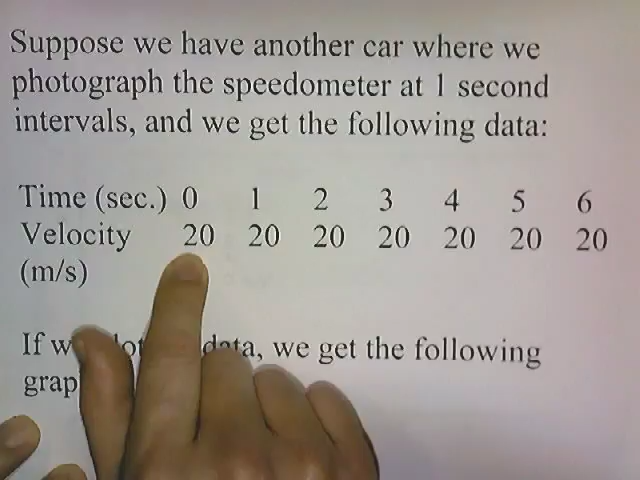 Suppose we have another car where we
photograph the speedometer at 1 second
intervals, and we get the following data:
Time (sec.) 0 1 2 3 4 5 6
Velocity 20 20 20 20 20 20 20
(m/s)
If data, we get the following